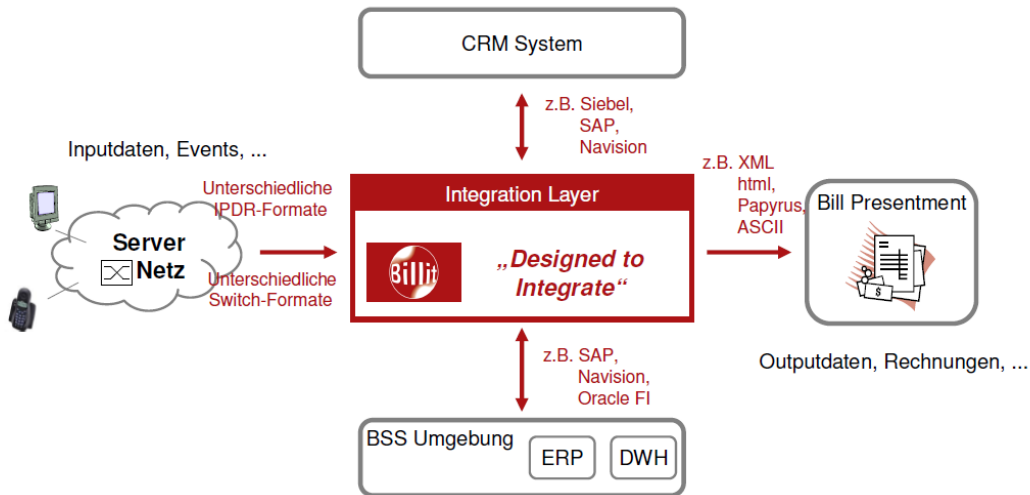 CRM System
z.B. Siebel,
SAP,
Navision
Inputdaten, Events, ...
Unterschiedliche
IPDR-Formate
Server
Netz
Unterschiedliche
Switch-Formate
Integration Layer
Billit
„Designed to
Integrate“
z.B. XML
html,
Papyrus,
ASCII
Bill Presentment
$
Outputdaten, Rechnungen, ...
z.B. SAP,
Navision,
Oracle FI
BSS Umgebung
ERP
DWH